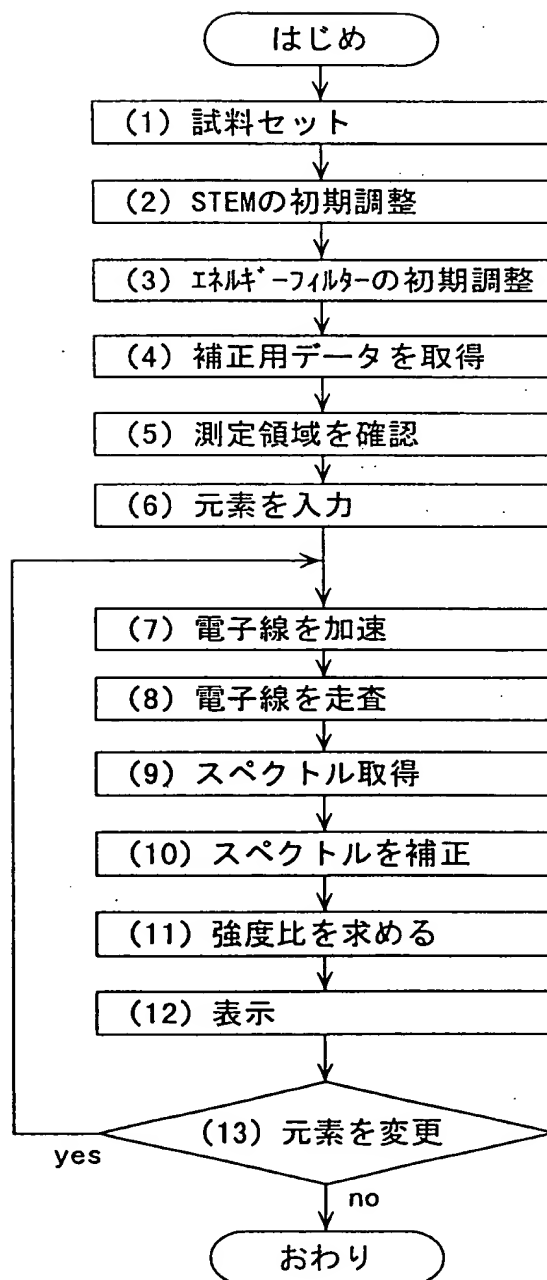 はじめ
(1) 試料セット
(2) STEMの初期調整
(3) エネルギーフィルターの初期調整
(4) 補正用データを取得
(5) 測定領域を確認
(6) 元素を入力
(7) 電子線を加速
(8) 電子線を走査
(9) スペクトル取得
(10) スペクトルを補正
(11) 強度比を求める
(12) 表示
(13) 元素を変更
yes
no
おわり